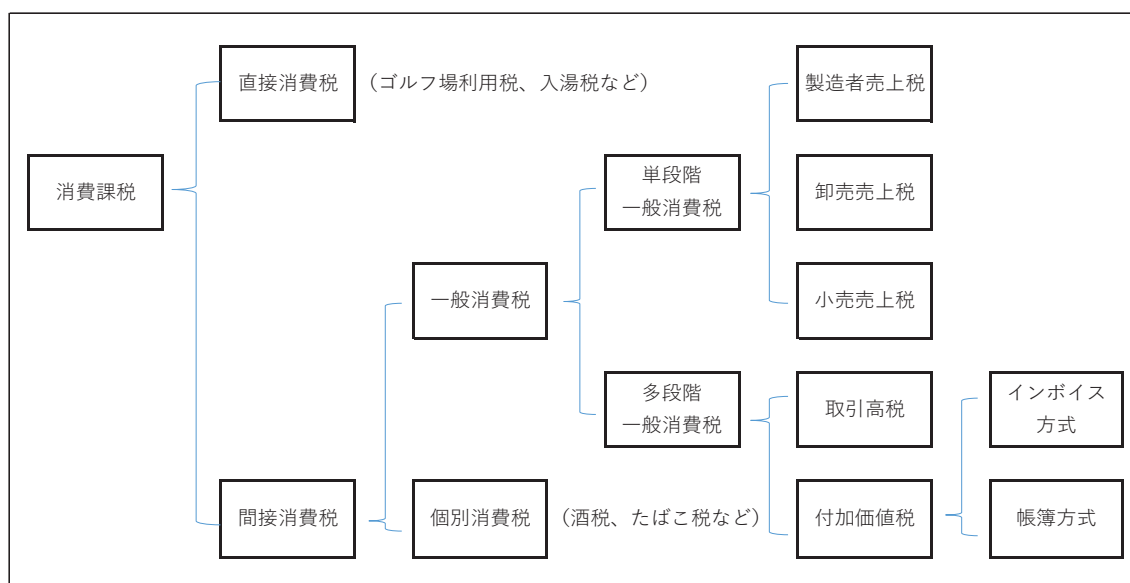 直接消費税 （ゴルフ場利用税、入湯税など）
製造者売上税
消費課税
単段階
一般消費税
卸売売上税
一般消費税
小売売上税
多段階
一般消費税
取引高税
インボイス
方式
間接消費税
個別消費税 （酒税、たばこ税など）
付加価値税
帳簿方式